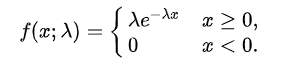 f(x; λ) = { λe^{-λx} x ≥ 0,
0 x < 0.